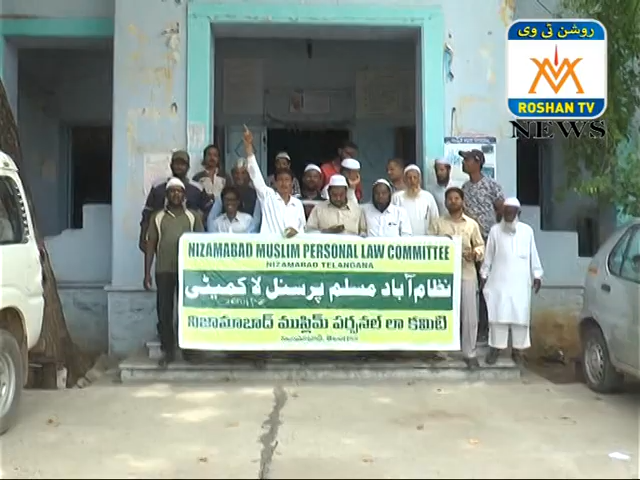 روشن ٹی وی
ROSHAN TV
NEWS
NIZAMABAD MUSLIM PERSONAL LAW COMMITTEE
NIZAMABAD TELANGANA
نظام آباد مسلم پرسنل لا کمیٹی
నిజామాబాద్ ముస్లిం పర్సనల్ లా కమిటీ